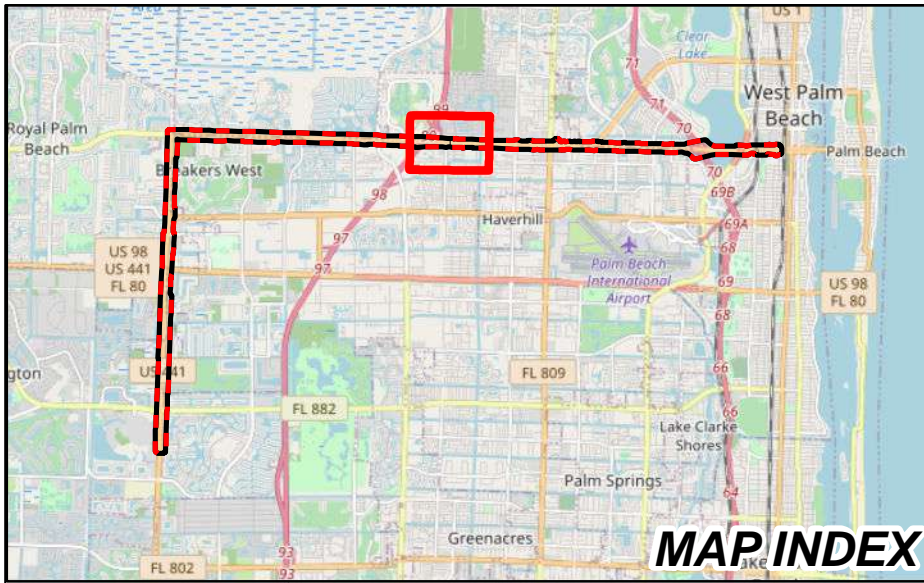 US 1
Clear
Lake
71
71
99
West Palm
Beach
Royal Palm
Beach
70
Palm Beach
Breakers West
98
70
69B
Haverhill
69A
97
68
US 98
US 441
FL 80
97
Palm Beach
International
Airport
69
US 98
FL 80
68
gton
US 441
FL 809
66
FL 882
66
Lake Clarke
Shores
Palm Springs
64
Greenacres
93
93
FL 802
MAP INDEX